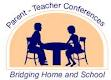 Parent - Teacher Conferences
Bridging Home and School